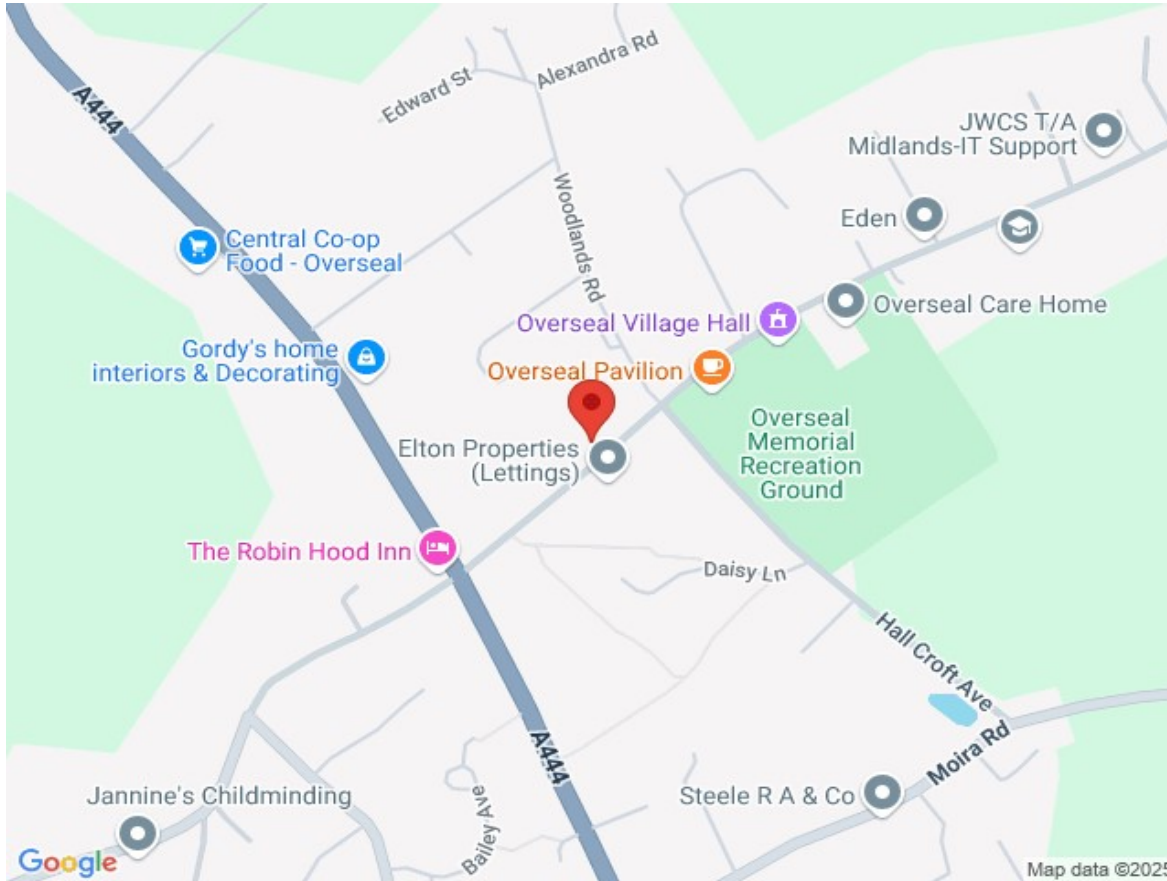 Alexandra Rd
Edward St
A444
JWCS T/A
Midlands-IT Support
Woodlands Rd
Eden
Central Co-op
Food - Overseal
Overseal Care Home
Overseal Village Hall
Gordy's home
interiors & Decorating
Overseal Pavilion
Overseal
Memorial
Recreation
Ground
Elton Properties
(Lettings)
The Robin Hood Inn
Daisy Ln
Hall Croft Ave
Moira Rd
A444
Jannine's Childminding
Steele R A & Co
Bailey Ave
Google
Map data ©2025